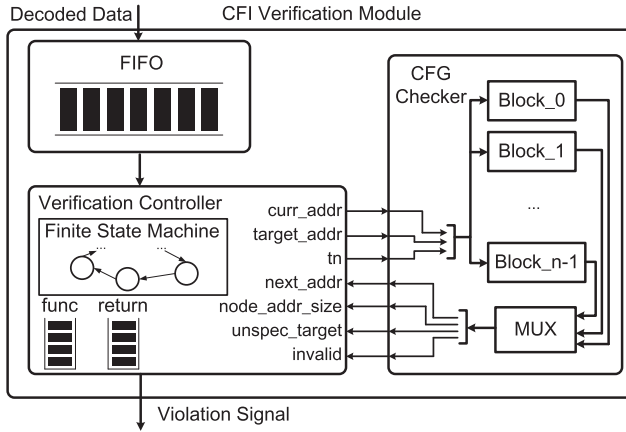 Decoded Data
CFI Verification Module
FIFO
CFG
Checker
Block_0
Block_1
...
Block_n-1
MUX
Verification Controller
Finite State Machine
... ...
func return
curr_addr
target_addr
tn
next_addr
node_addr_size
unspec_target
invalid
Violation Signal